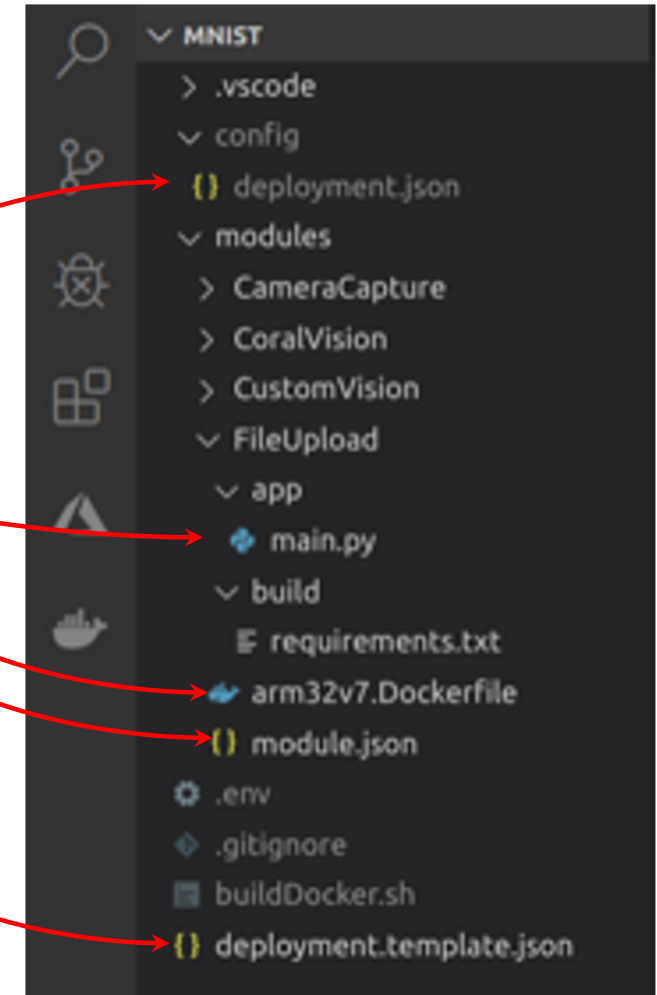 MNIST
.vscode
config
{} deployment.json
modules
CameraCapture
CoralVision
CustomVision
FileUpload
app
main.py
build
requirements.txt
arm32v7.Dockerfile
{} module.json
.env
.gitignore
buildDocker.sh
{} deployment.template.json